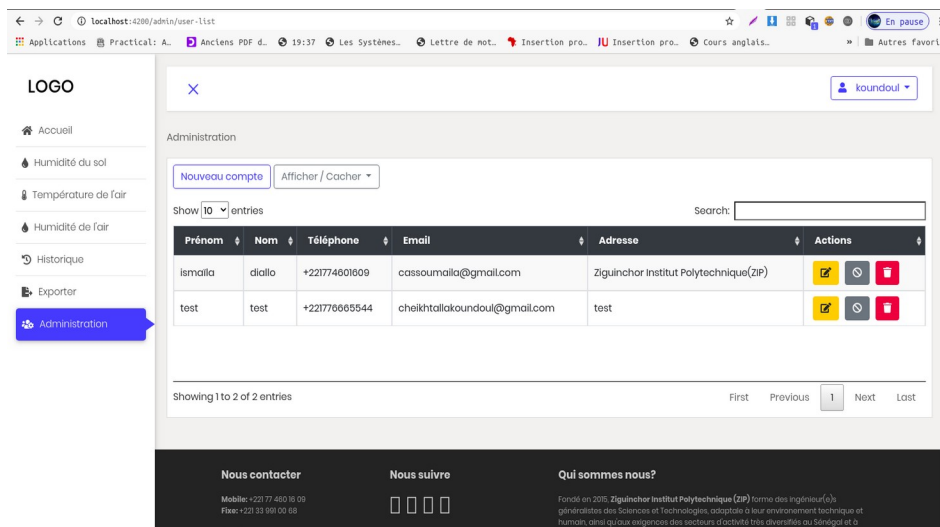 localhost:4200/admin/user-list
En pause
Applications Practical: A… Anciens PDF d… 19:37 Les Systèmes… Lettre de mot… Insertion pro… Insertion pro… Cours anglais… » Autres favori
LOGO
koundoul
Accueil
Humidité du sol
Température de l'air
Humidité de l'air
Historique
Exporter
Administration
Administration
Nouveau compte Afficher / Cacher
Show 10 entries
Search:
Prénom Nom Téléphone Email Adresse Actions
ismaïla diallo +221774601609 cassoumaila@gmail.com Ziguinchor Institut Polytechnique(ZIP)
test test +221776665544 cheikhtallakoundoul@gmail.com test
Showing 1 to 2 of 2 entries
First Previous 1 Next Last
Nous contacter
Mobile: +221 77 460 16 09
Fixe: +221 33 991 00 68
Nous suivre
Qui sommes nous?
Fondé en 2015, Ziguinchor Institut Polytechnique (ZIP) forme des ingénieur(e)s
généralistes des Sciences et Technologies, adaptable à leur environement technique et
humain, ainsi qu'aux exigences des secteurs d'activité très diversifiés au Sénégal et à